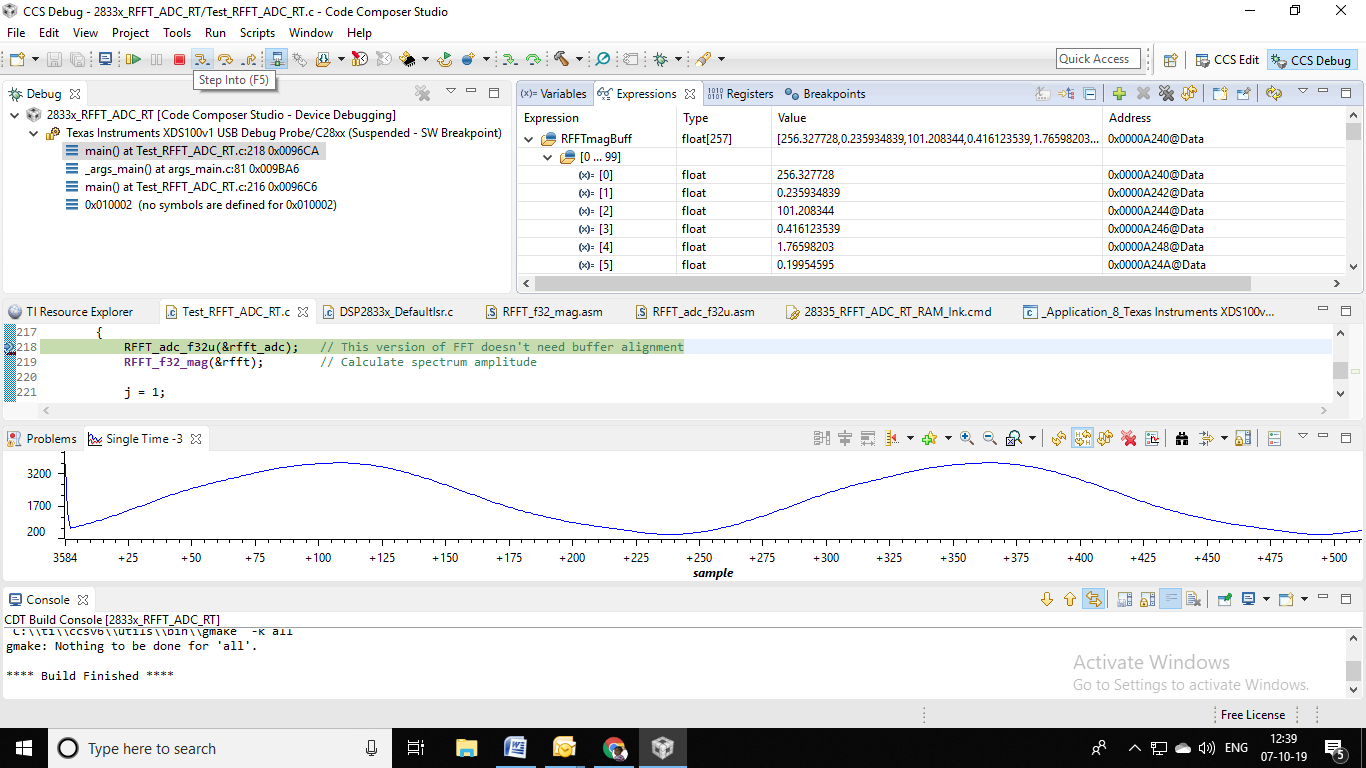 CCS Debug - 2833x_RFFT_ADC_RT/Test_RFFT_ADC_RT.c - Code Composer Studio
File Edit View Project Tools Run Scripts Window Help
Quick Access
CCS Edit
CCS Debug
Step Into (F5)
Debug
2833x_RFFT_ADC_RT [Code Composer Studio - Device Debugging]
Texas Instruments XDS100v1 USB Debug Probe/C28xx (Suspended - SW Breakpoint)
main() at Test_RFFT_ADC_RT.c:218 0x0096CA
_args_main() at args_main.c:81 0x009BA6
main() at Test_RFFT_ADC_RT.c:216 0x0096C6
0x010002 (no symbols are defined for 0x010002)
(x)= Variables Expressions Registers Breakpoints
Expression Type Value Address
RFFTmagBuff float[257] [256.327728,0.235934839,101.208344,0.416123539,1.76598203... 0x0000A240@Data
[0 ... 99]
(x)= [0] float 256.327728 0x0000A240@Data
(x)= [1] float 0.235934839 0x0000A242@Data
(x)= [2] float 101.208344 0x0000A244@Data
(x)= [3] float 0.416123539 0x0000A246@Data
(x)= [4] float 1.76598203 0x0000A248@Data
(x)= [5] float 0.19954595 0x0000A24A@Data
TI Resource Explorer Test_RFFT_ADC_RT.c DSP2833x_DefaultIsr.c RFFT_f32_mag.asm RFFT_adc_f32u.asm 28335_RFFT_ADC_RT_RAM_lnk.cmd _Application_8_Texas Instruments XDS100v...
217 {
218 RFFT_adc_f32u(&rfft_adc); // This version of FFT doesn't need buffer alignment
219 RFFT_f32_mag(&rfft); // Calculate spectrum amplitude
220
221 j = 1;
Problems Single Time -3
3200
1700
200
3584 +25 +50 +75 +100 +125 +150 +175 +200 +225 +250 +275 +300 +325 +350 +375 +400 +425 +450 +475 +500
sample
Console
CDT Build Console [2833x_RFFT_ADC_RT]
"C:\\ti\\ccsv6\\utils\\bin\\gmake" -k all
gmake: Nothing to be done for 'all'.
**** Build Finished ****
Activate Windows
Go to Settings to activate Windows.
Free License
Type here to search
ENG
12:39
07-10-19
5